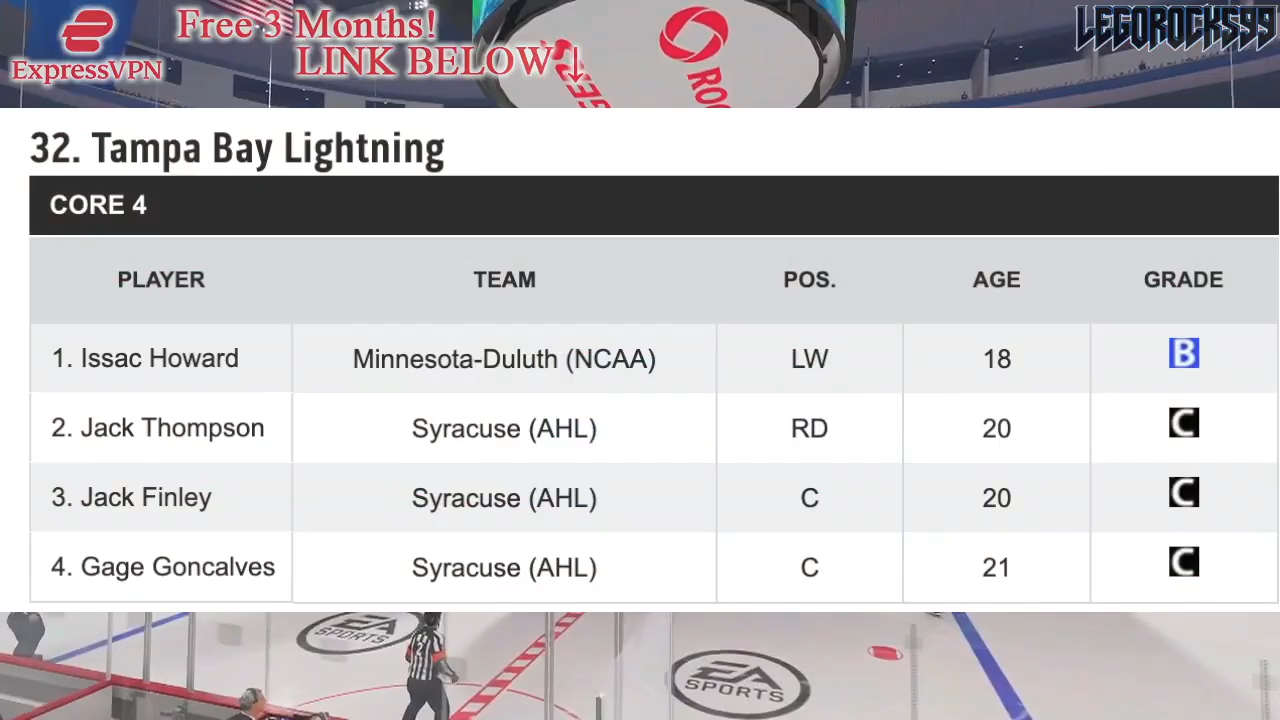 ExpressVPN
Free 3 Months!
LINK BELOW↓
LEGOROCKS99
32. Tampa Bay Lightning
CORE 4
PLAYER TEAM POS. AGE GRADE
1. Issac Howard Minnesota-Duluth (NCAA) LW 18 B
2. Jack Thompson Syracuse (AHL) RD 20 C
3. Jack Finley Syracuse (AHL) C 20 C
4. Gage Goncalves Syracuse (AHL) C 21 C
EA
SPORTS
EA
SPORTS